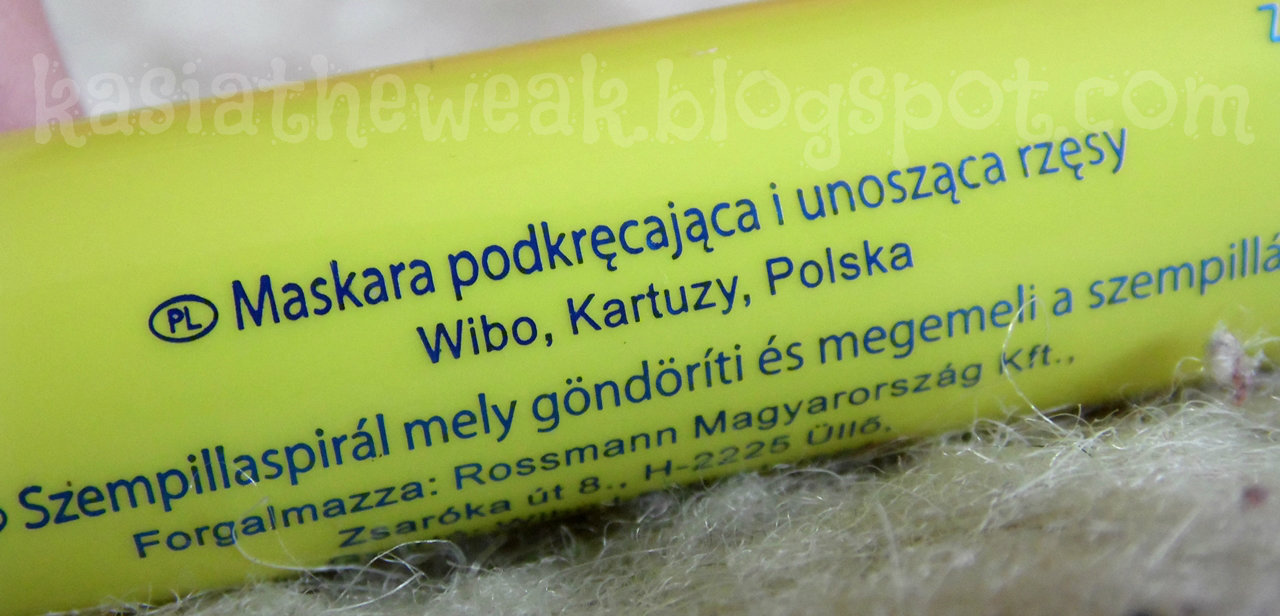 kasiatheweak.blogspot.com
PL Maskara podkręcająca i unosząca rzęsy
Wibo, Kartuzy, Polska
Szempillaspirál mely göndöríti és megemeli a szempillá
Forgalmazza: Rossmann Magyarország Kft.,
Zsaróka út 8., H-2225 Üllő.